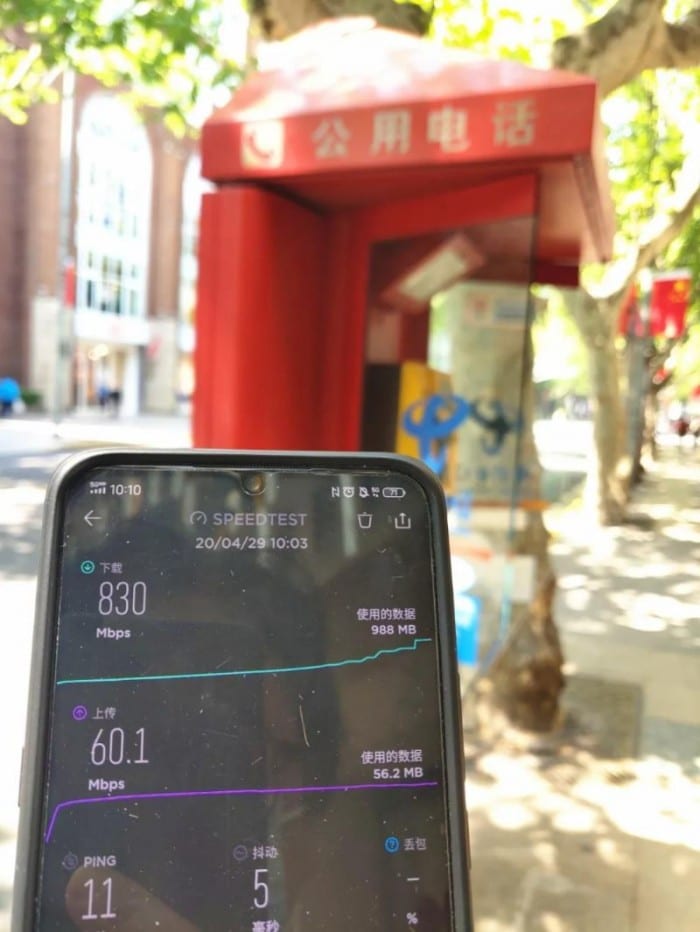 公用电话
10:10
71
SPEEDTEST
20/04/29 10:03
下载
830
Mbps
使用的数据
988 MB
上传
60.1
Mbps
使用的数据
56.2 MB
PING
11
抖动
5
毫秒
丢包
–
%